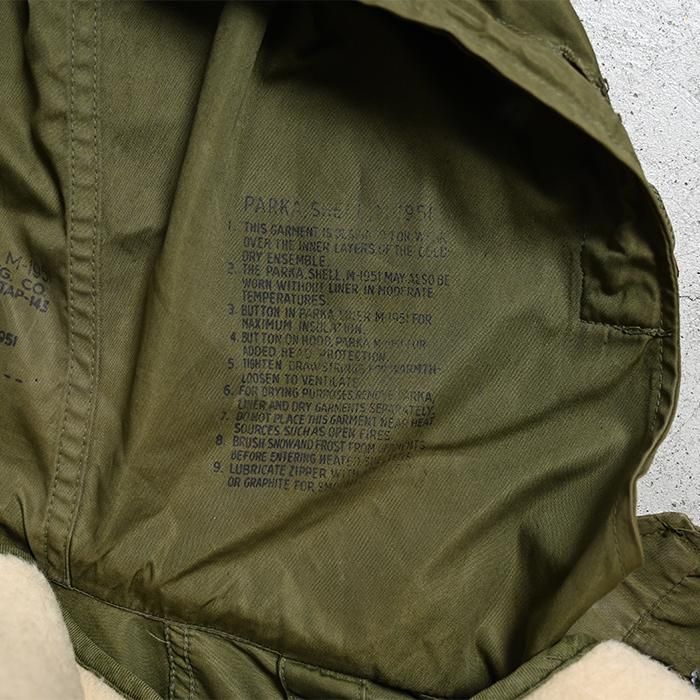 PARKA, SHELL, M-1951
1. THIS GARMENT IS DESIGNED FOR WEAR
OVER THE INNER LAYERS OF THE COLD-
DRY ENSEMBLE.
2. THE PARKA, SHELL, M-1951 MAY ALSO BE
WORN WITHOUT LINER IN MODERATE
TEMPERATURES.
3. BUTTON IN PARKA LINER M-1951 FOR
MAXIMUM INSULATION.
4. BUTTON ON HOOD, PARKA M-1951 FOR
ADDED HEAD PROTECTION.
5. TIGHTEN DRAWSTRINGS FOR WARMTH-
LOOSEN TO VENTILATE.
6. FOR DRYING PURPOSES REMOVE PARKA,
LINER AND DRY GARMENTS SEPARATELY.
7. DO NOT PLACE THIS GARMENT NEAR HEAT
SOURCES SUCH AS OPEN FIRES.
8. BRUSH SNOW AND FROST FROM GARMENTS
BEFORE ENTERING HEATED SHELTERS
9. LUBRICATE ZIPPER WITH
OR GRAPHITE FOR
M-195
G. CO.
TAP-143
951